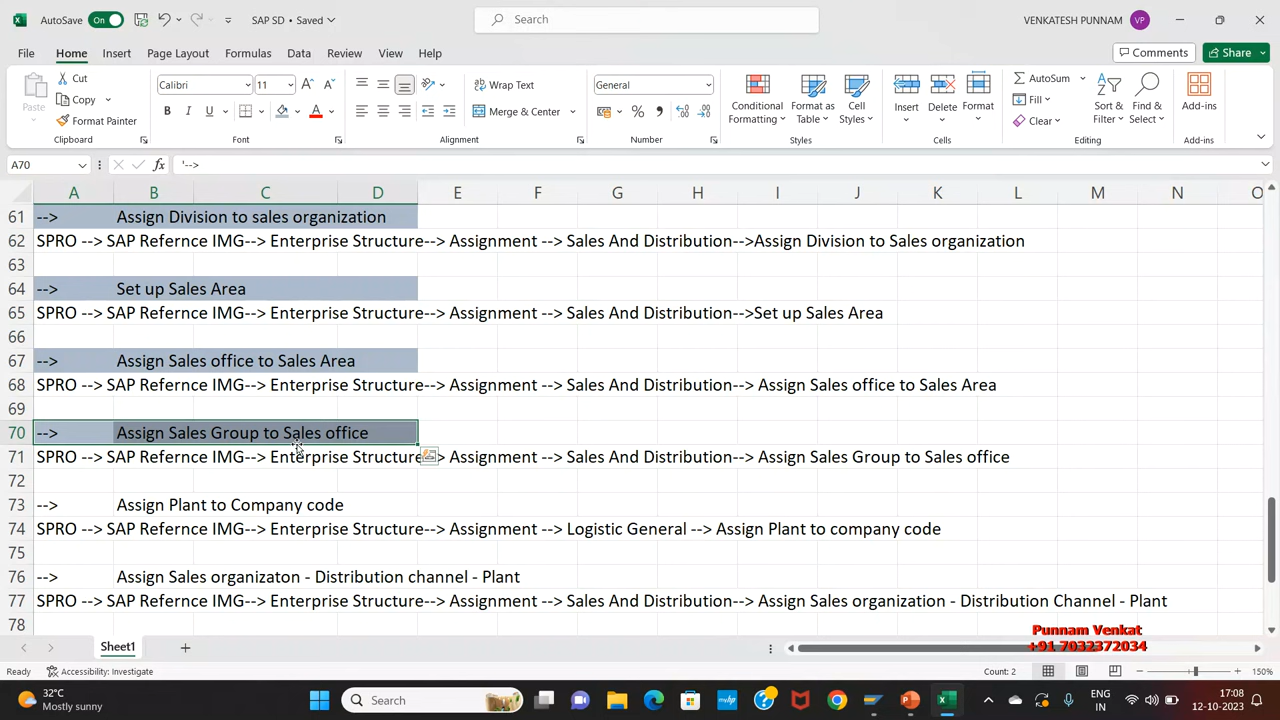 AutoSave On SAP SD • Saved Search VENKATESH PUNNAM VP
File Home Insert Page Layout Formulas Data Review View Help Comments Share
Paste Cut Copy Format Painter Clipboard
Calibri 11 B I U A Font
Wrap Text Merge & Center Alignment
General % , Number
Conditional Formatting Format as Table Cell Styles Styles
Insert Delete Format Cells
AutoSum Fill Clear Sort & Filter Find & Select Editing
Add-ins Add-ins
A70 fx '-->
A B C D E F G H I J K L M N O
61 --> Assign Division to sales organization
62 SPRO --> SAP Refernce IMG--> Enterprise Structure--> Assignment --> Sales And Distribution-->Assign Division to Sales organization
63
64 --> Set up Sales Area
65 SPRO --> SAP Refernce IMG--> Enterprise Structure--> Assignment --> Sales And Distribution-->Set up Sales Area
66
67 --> Assign Sales office to Sales Area
68 SPRO --> SAP Refernce IMG--> Enterprise Structure--> Assignment --> Sales And Distribution--> Assign Sales office to Sales Area
69
70 --> Assign Sales Group to Sales office
71 SPRO --> SAP Refernce IMG--> Enterprise Structure--> Assignment --> Sales And Distribution--> Assign Sales Group to Sales office
72
73 --> Assign Plant to Company code
74 SPRO --> SAP Refernce IMG--> Enterprise Structure--> Assignment --> Logistic General --> Assign Plant to company code
75
76 --> Assign Sales organizaton - Distribution channel - Plant
77 SPRO --> SAP Refernce IMG--> Enterprise Structure--> Assignment --> Sales And Distribution--> Assign Sales organization - Distribution Channel - Plant
78
Punnam Venkat
+91 7032372034
Sheet1
Ready Accessibility: Investigate Count: 2 150%
32°C
Mostly sunny
Search
ENG
IN
17:08
12-10-2023